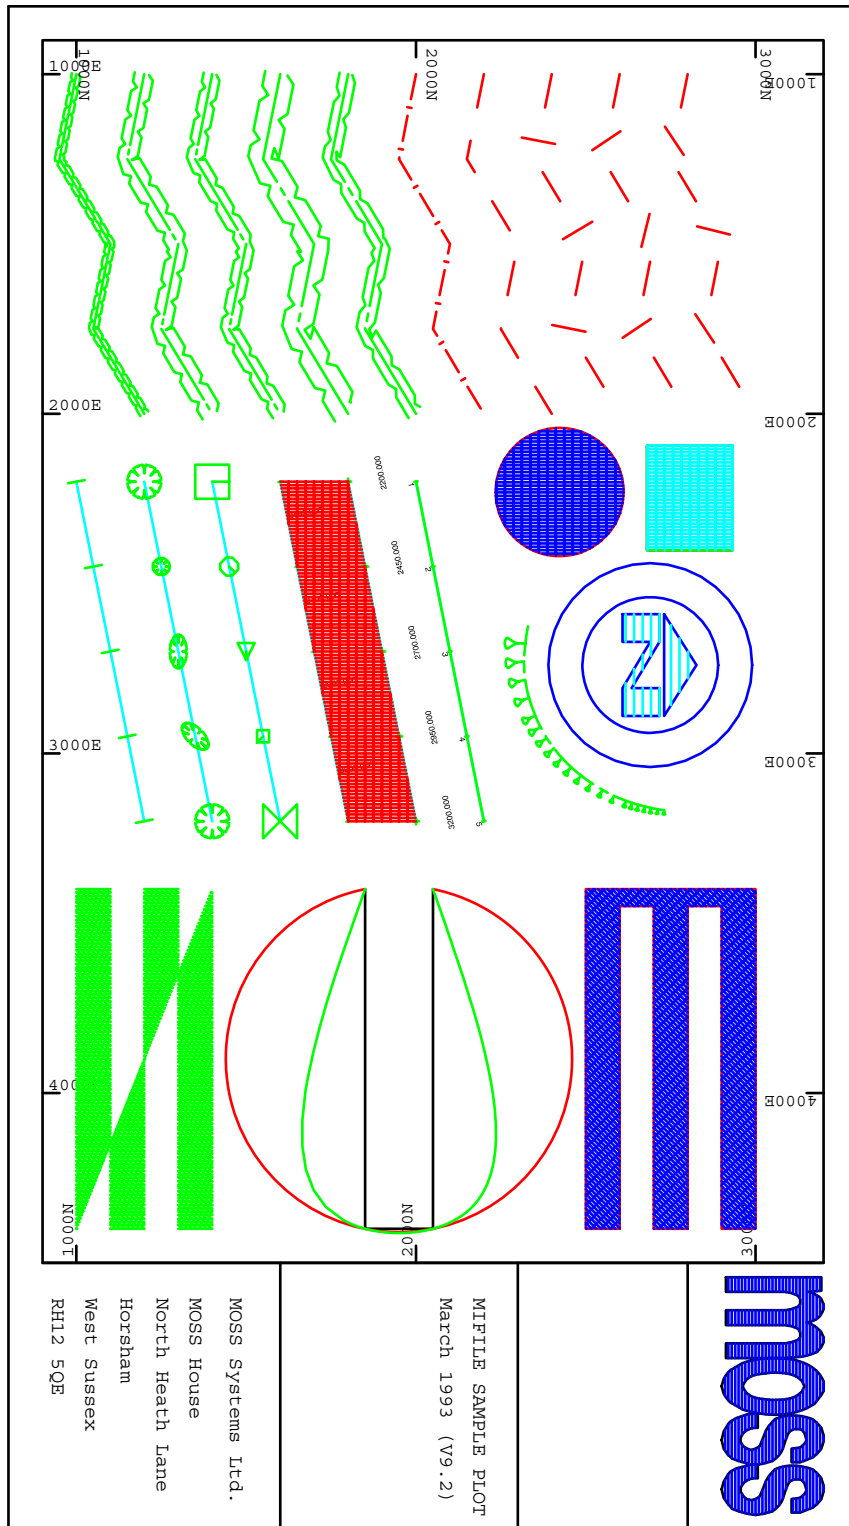 1000E
2000E
3000E
4000E
1000N
2000N
3000N
1000E
2000E
3000E
4000E
1000N
2000N
3000
2200.000
2450.000
2700.000
2950.000
3200.000
1
2
3
4
5
N
moss
MIFILE SAMPLE PLOT
March 1993 (V9.2)
MOSS Systems Ltd.
MOSS House
North Heath Lane
Horsham
West Sussex
RH12 5QE